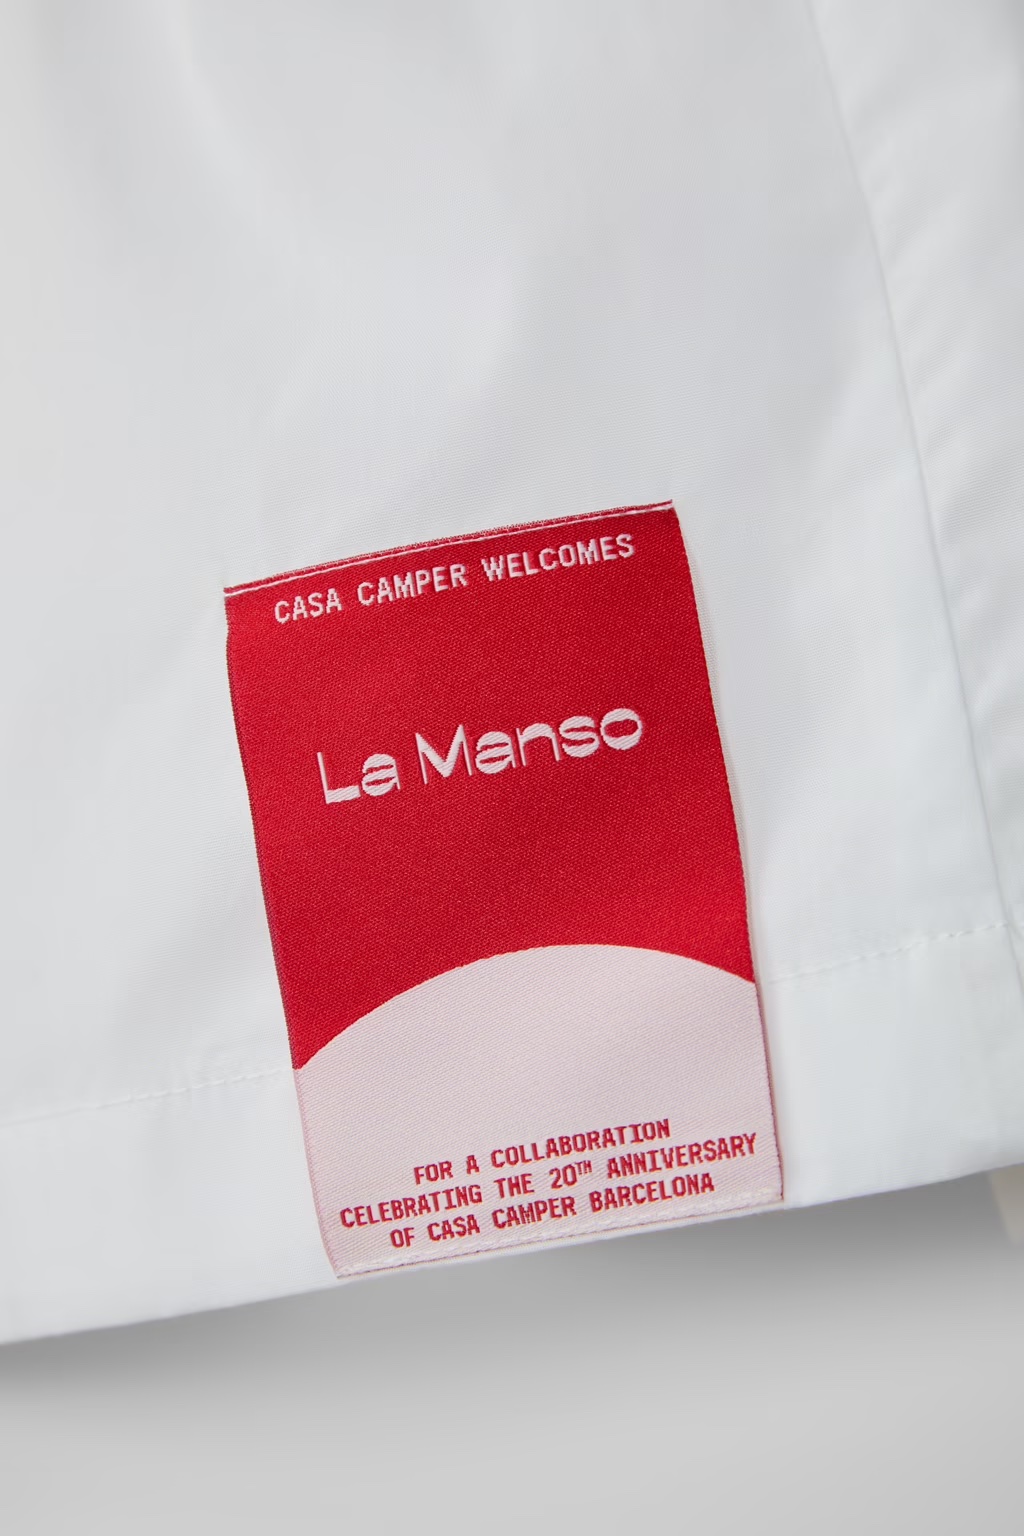 CASA CAMPER WELCOMES
La Manso
FOR A COLLABORATION
CELEBRATING THE 20TH ANNIVERSARY
OF CASA CAMPER BARCELONA